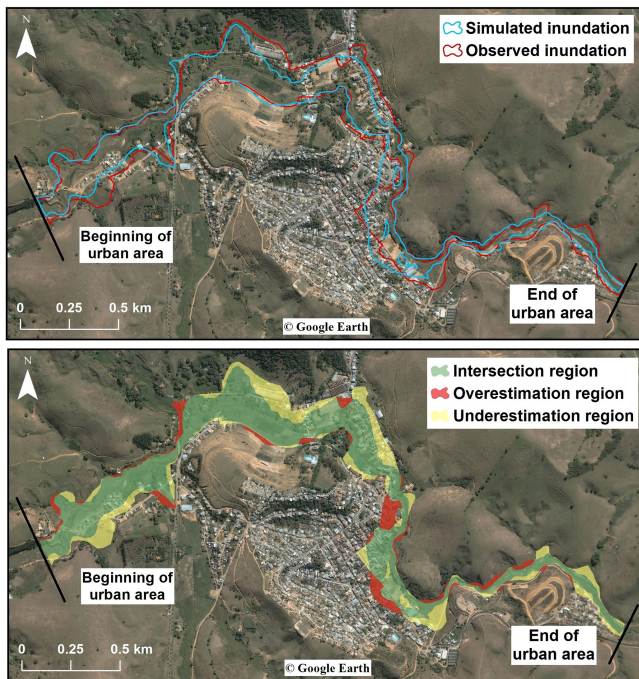 N
Simulated inundation
Observed inundation
Beginning of
urban area
0 0.25 0.5 km
End of
urban area
© Google Earth
N
Intersection region
Overestimation region
Underestimation region
Beginning of
urban area
0 0.25 0.5 km
End of
urban area
© Google Earth